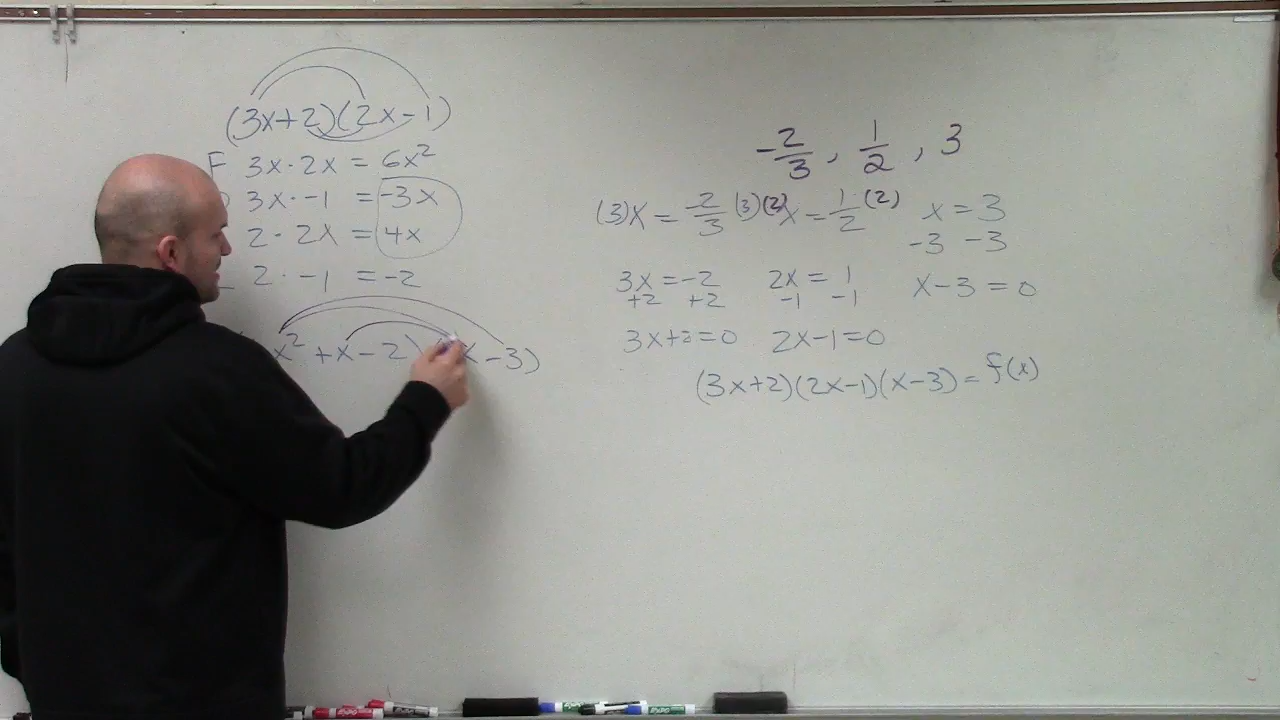 (3x+2)(2x-1)
F 3x·2x = 6x²
3x·-1 = -3x
2·2x = 4x
2·-1 = -2
x²+x-2)(x-3)
-2/3, 1/2, 3
(3)x = -2/3 (3) (2)x = 1/2 (2) x = 3
-3 -3
3x = -2 2x = 1 x-3 = 0
+2 +2 -1 -1
3x+2=0 2x-1=0
(3x+2)(2x-1)(x-3) = f(x)